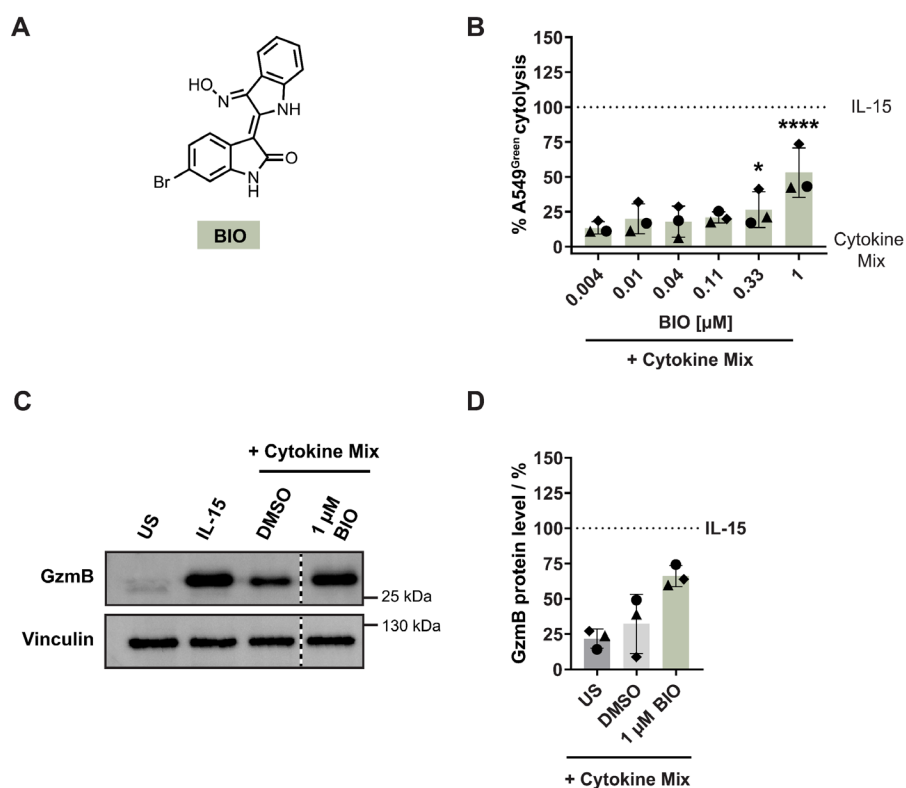 A
HO
N
NH
O
Br
N
H
BIO
B
% A549Green cytolysis
150
125
100
75
50
25
0
IL-15
****
*
Cytokine
Mix
0.004
0.01
0.04
0.11
0.33
1
BIO [µM]
+ Cytokine Mix
C
+ Cytokine Mix
US
IL-15
DMSO
1 µM
BIO
GzmB
25 kDa
130 kDa
Vinculin
D
GzmB protein level / %
150
125
100
75
50
25
0
IL-15
US
DMSO
1 µM BIO
+ Cytokine Mix